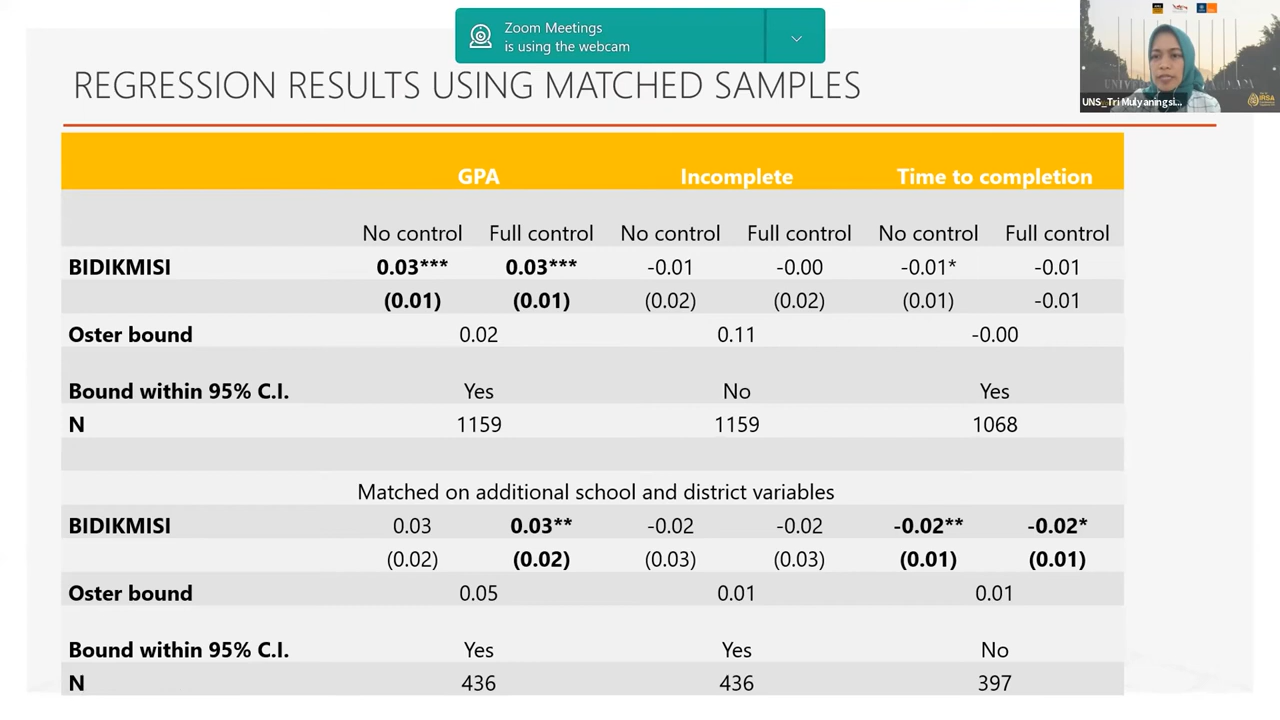 Zoom Meetings
is using the webcam
REGRESSION RESULTS USING MATCHED SAMPLES
UNS_Tri Mulyaningsi...
GPA Incomplete Time to completion
No control Full control No control Full control No control Full control
BIDIKMISI 0.03*** 0.03*** -0.01 -0.00 -0.01* -0.01
(0.01) (0.01) (0.02) (0.02) (0.01) -0.01
Oster bound 0.02 0.11 -0.00
Bound within 95% C.I. Yes No Yes
N 1159 1159 1068
Matched on additional school and district variables
BIDIKMISI 0.03 0.03** -0.02 -0.02 -0.02** -0.02*
(0.02) (0.02) (0.03) (0.03) (0.01) (0.01)
Oster bound 0.05 0.01 0.01
Bound within 95% C.I. Yes Yes No
N 436 436 397